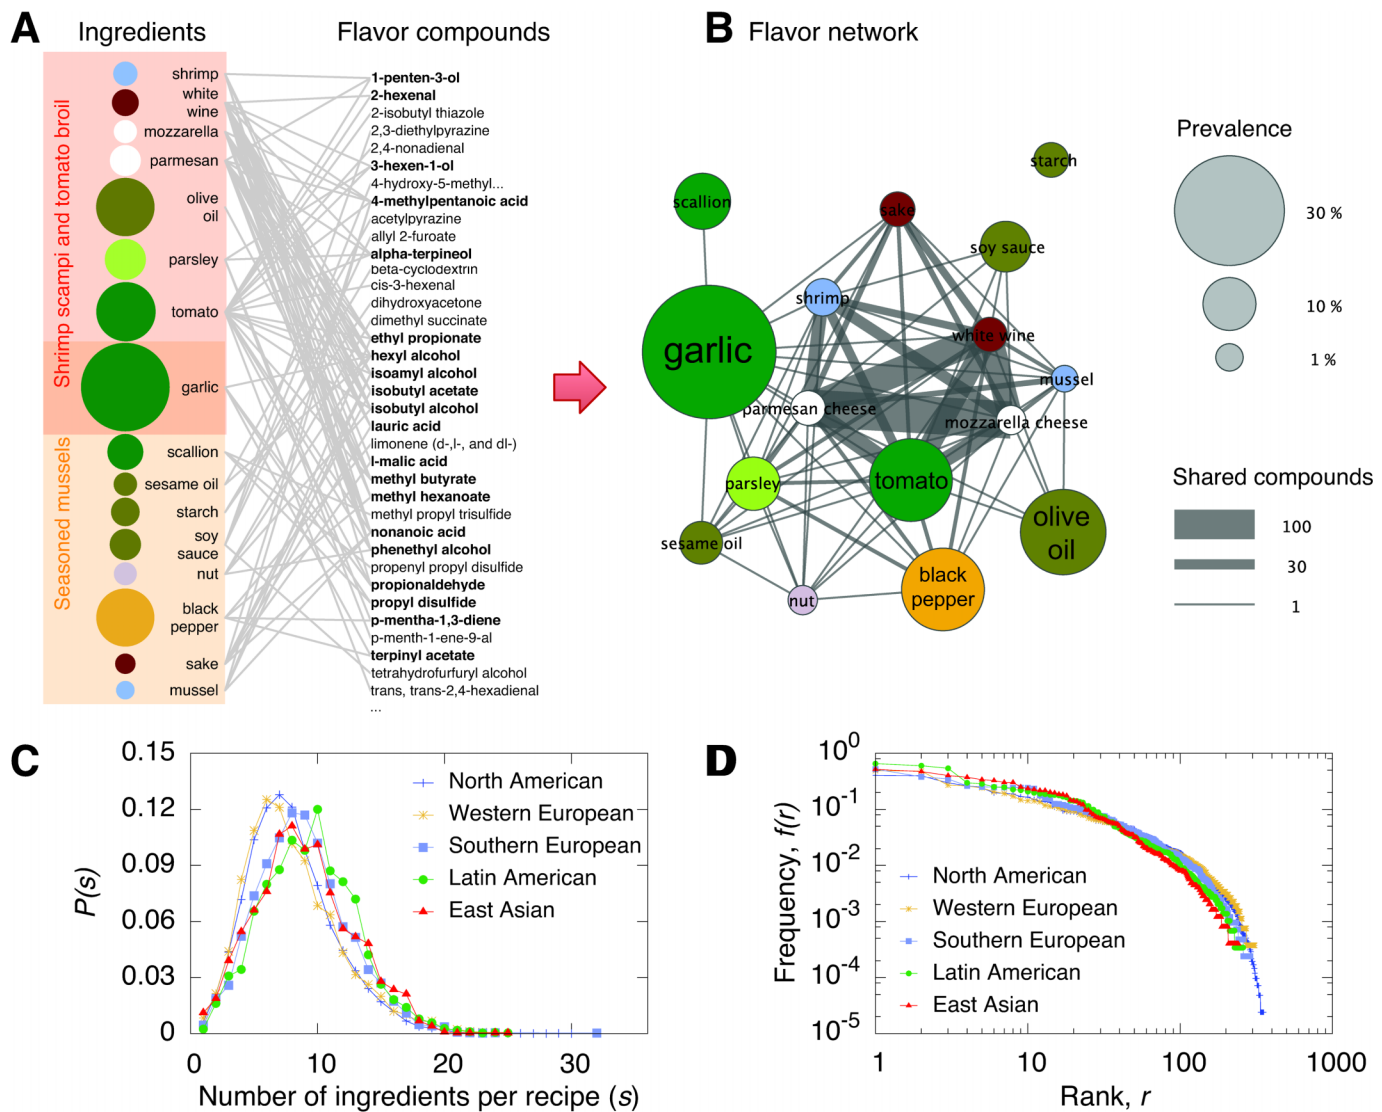 A
Ingredients
Flavor compounds
Shrimp scampi and tomato broil
Seasoned mussels
shrimp
white
wine
mozzarella
parmesan
olive
oil
parsley
tomato
garlic
scallion
sesame oil
starch
soy
sauce
nut
black
pepper
sake
mussel
1-penten-3-ol
2-hexenal
2-isobutyl thiazole
2,3-diethylpyrazine
2,4-nonadienal
3-hexen-1-ol
4-hydroxy-5-methyl...
4-methylpentanoic acid
acetylpyrazine
allyl 2-furoate
alpha-terpineol
beta-cyclodextrin
cis-3-hexenal
dihydroxyacetone
dimethyl succinate
ethyl propionate
hexyl alcohol
isoamyl alcohol
isobutyl acetate
isobutyl alcohol
lauric acid
limonene (d-,l-, and dl-)
l-malic acid
methyl butyrate
methyl hexanoate
methyl propyl trisulfide
nonanoic acid
phenethyl alcohol
propenyl propyl disulfide
propionaldehyde
propyl disulfide
p-mentha-1,3-diene
p-menth-1-ene-9-al
terpinyl acetate
tetrahydrofurfuryl alcohol
trans, trans-2,4-hexadienal
...
B
Flavor network
starch
scallion
sake
soy sauce
shrimp
white wine
garlic
mussel
parmesan cheese
mozzarella cheese
parsley
tomato
olive
oil
sesame oil
black
pepper
nut
Prevalence
30 %
10 %
1 %
Shared compounds
100
30
1
C
P(s)
0.15
0.12
0.09
0.06
0.03
0
0
10
20
30
Number of ingredients per recipe (s)
North American
Western European
Southern European
Latin American
East Asian
D
Frequency, f(r)
10⁰
10⁻¹
10⁻²
10⁻³
10⁻⁴
10⁻⁵
1
10
100
1000
Rank, r
North American
Western European
Southern European
Latin American
East Asian